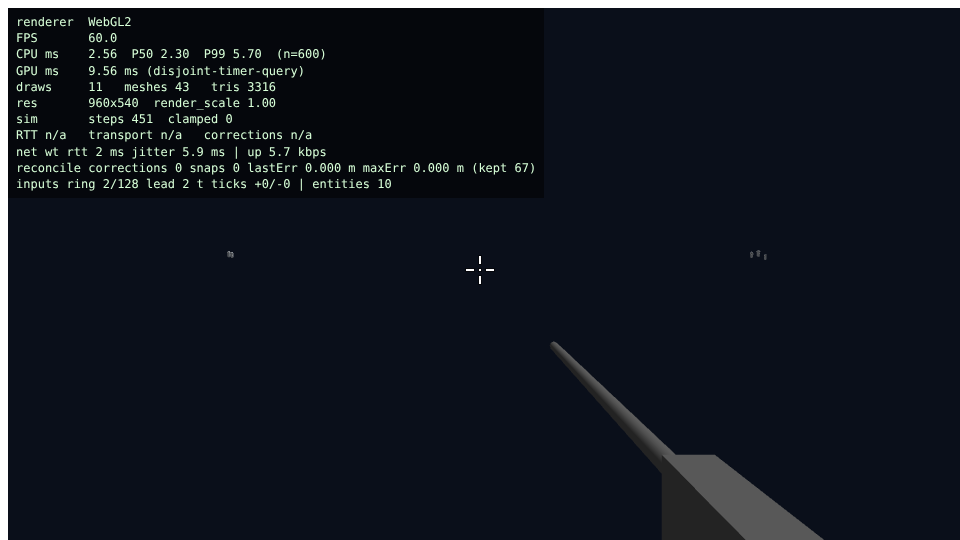 renderer  WebGL2
FPS       60.0
CPU ms    2.56  P50 2.30  P99 5.70  (n=600)
GPU ms    9.56 ms (disjoint-timer-query)
draws     11   meshes 43   tris 3316
res       960x540  render_scale 1.00
sim       steps 451  clamped 0
RTT n/a   transport n/a   corrections n/a
net wt rtt 2 ms jitter 5.9 ms | up 5.7 kbps
reconcile corrections 0 snaps 0 lastErr 0.000 m maxErr 0.000 m (kept 67)
inputs ring 2/128 lead 2 t ticks +0/-0 | entities 10